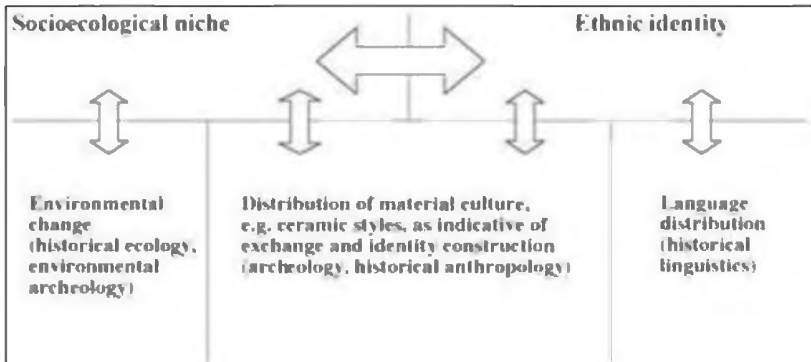 Socioecological niche
Ethnic identity
Environmental
change
(historical ecology,
environmental
archeology)
Distribution of material culture,
e.g. ceramic styles, as indicative of
exchange and identity construction
(archeology, historical anthropology)
Language
distribution
(historical
linguistics)